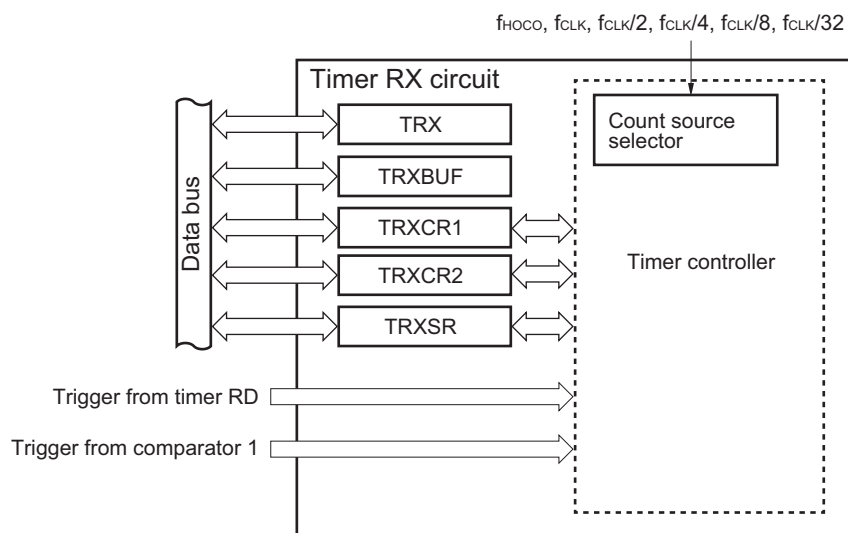 fHOCO, fCLK, fCLK/2, fCLK/4, fCLK/8, fCLK/32
Timer RX circuit
Data bus
TRX
TRXBUF
TRXCR1
TRXCR2
TRXSR
Count source
selector
Timer controller
Trigger from timer RD
Trigger from comparator 1